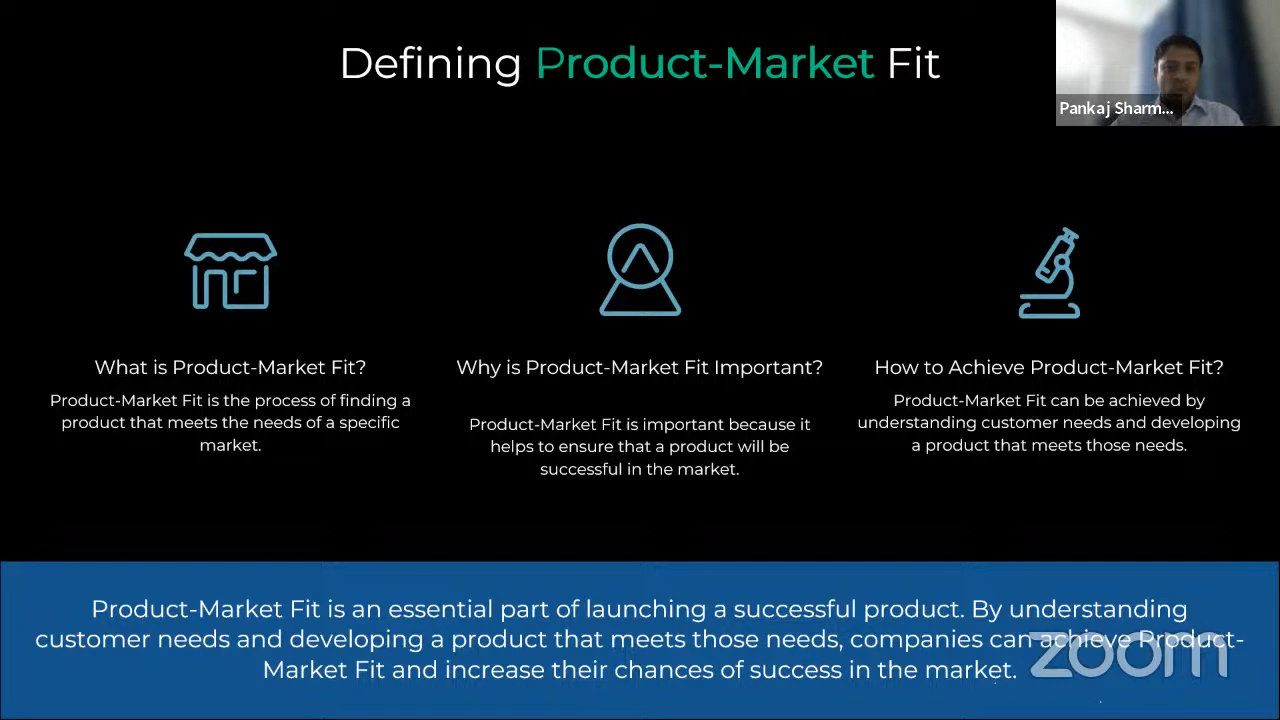 Defining Product-Market Fit
Pankaj Sharm...
What is Product-Market Fit?
Product-Market Fit is the process of finding a
product that meets the needs of a specific
market.
Why is Product-Market Fit Important?
Product-Market Fit is important because it
helps to ensure that a product will be
successful in the market.
How to Achieve Product-Market Fit?
Product-Market Fit can be achieved by
understanding customer needs and developing
a product that meets those needs.
Product-Market Fit is an essential part of launching a successful product. By understanding
customer needs and developing a product that meets those needs, companies can achieve Product-
Market Fit and increase their chances of success in the market.
zoom